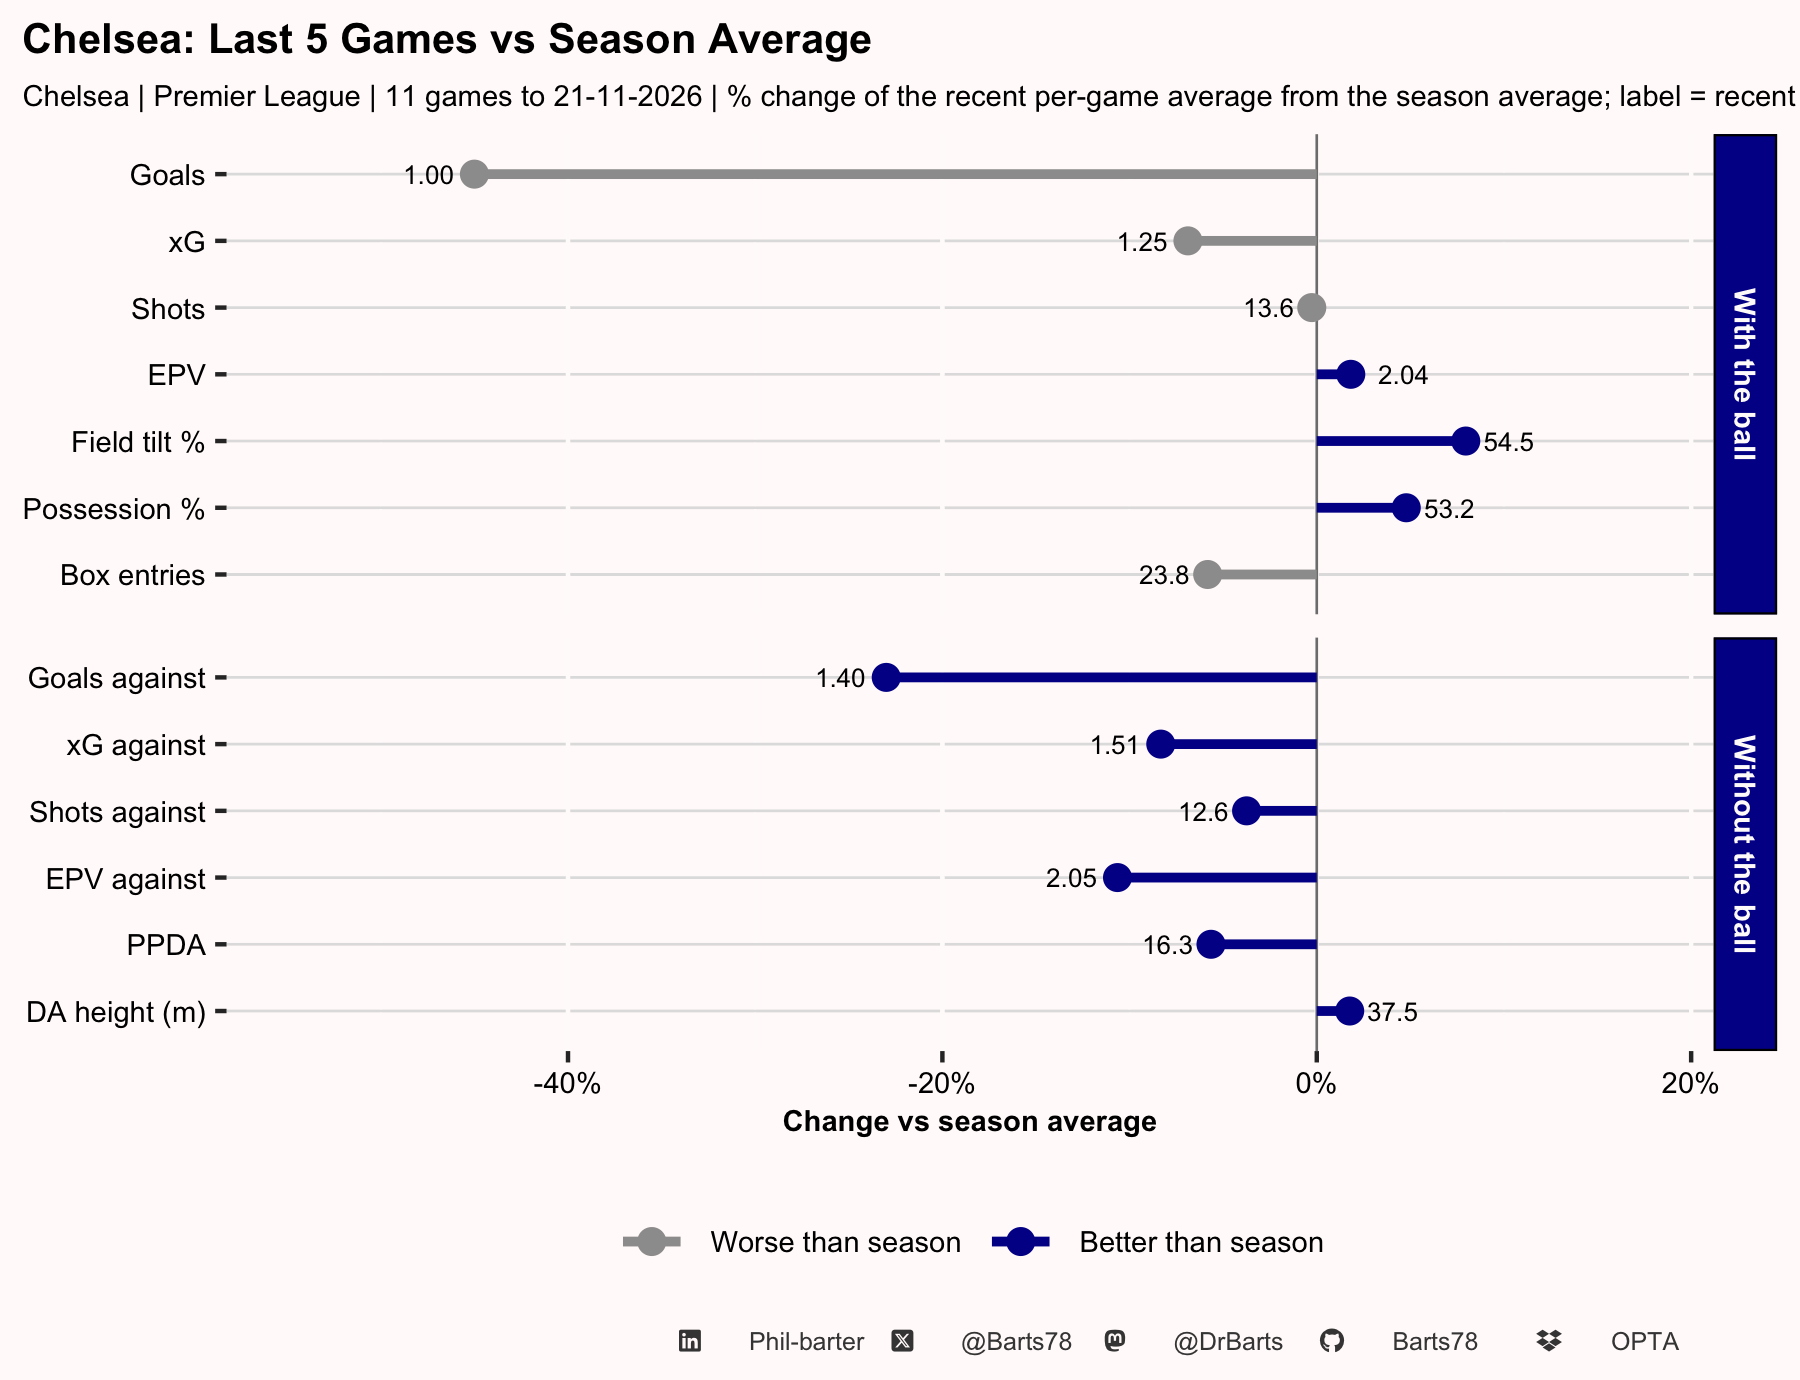 Chelsea: Last 5 Games vs Season Average
Chelsea | Premier League | 11 games to 21-11-2026 | % change of the recent per-game average from the season average; label = recent
Goals
1.00
xG
1.25
Shots
13.6
EPV
2.04
Field tilt %
54.5
Possession %
53.2
Box entries
23.8
With the ball
Goals against
1.40
xG against
1.51
Shots against
12.6
EPV against
2.05
PPDA
16.3
DA height (m)
37.5
Without the ball
-40% -20% 0% 20%
Change vs season average
Worse than season Better than season
Phil-barter @Barts78 @DrBarts Barts78 OPTA